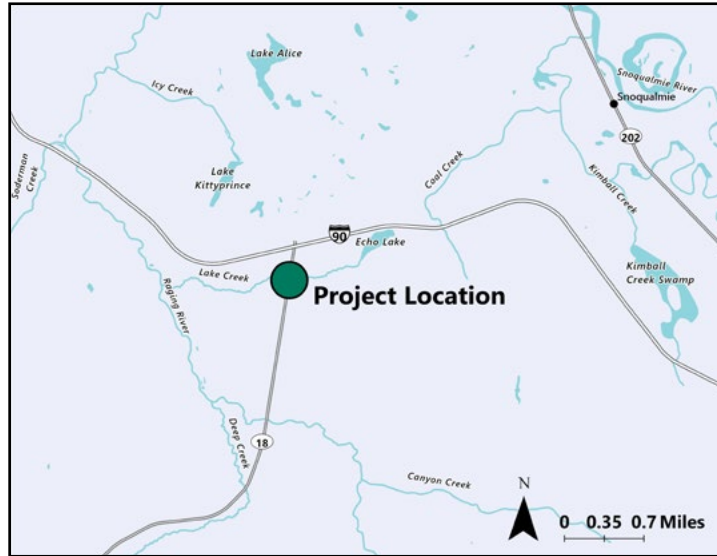 Lake Alice
Icy Creek
Snoqualmie River
Snoqualmie
202
Soderman
Creek
Lake
Kittyprince
Coal Creek
Kimball Creek
90
Echo Lake
Lake Creek
Kimball
Creek Swamp
Project Location
Raging River
Deep Creek
18
Canyon Creek
N
0 0.35 0.7 Miles